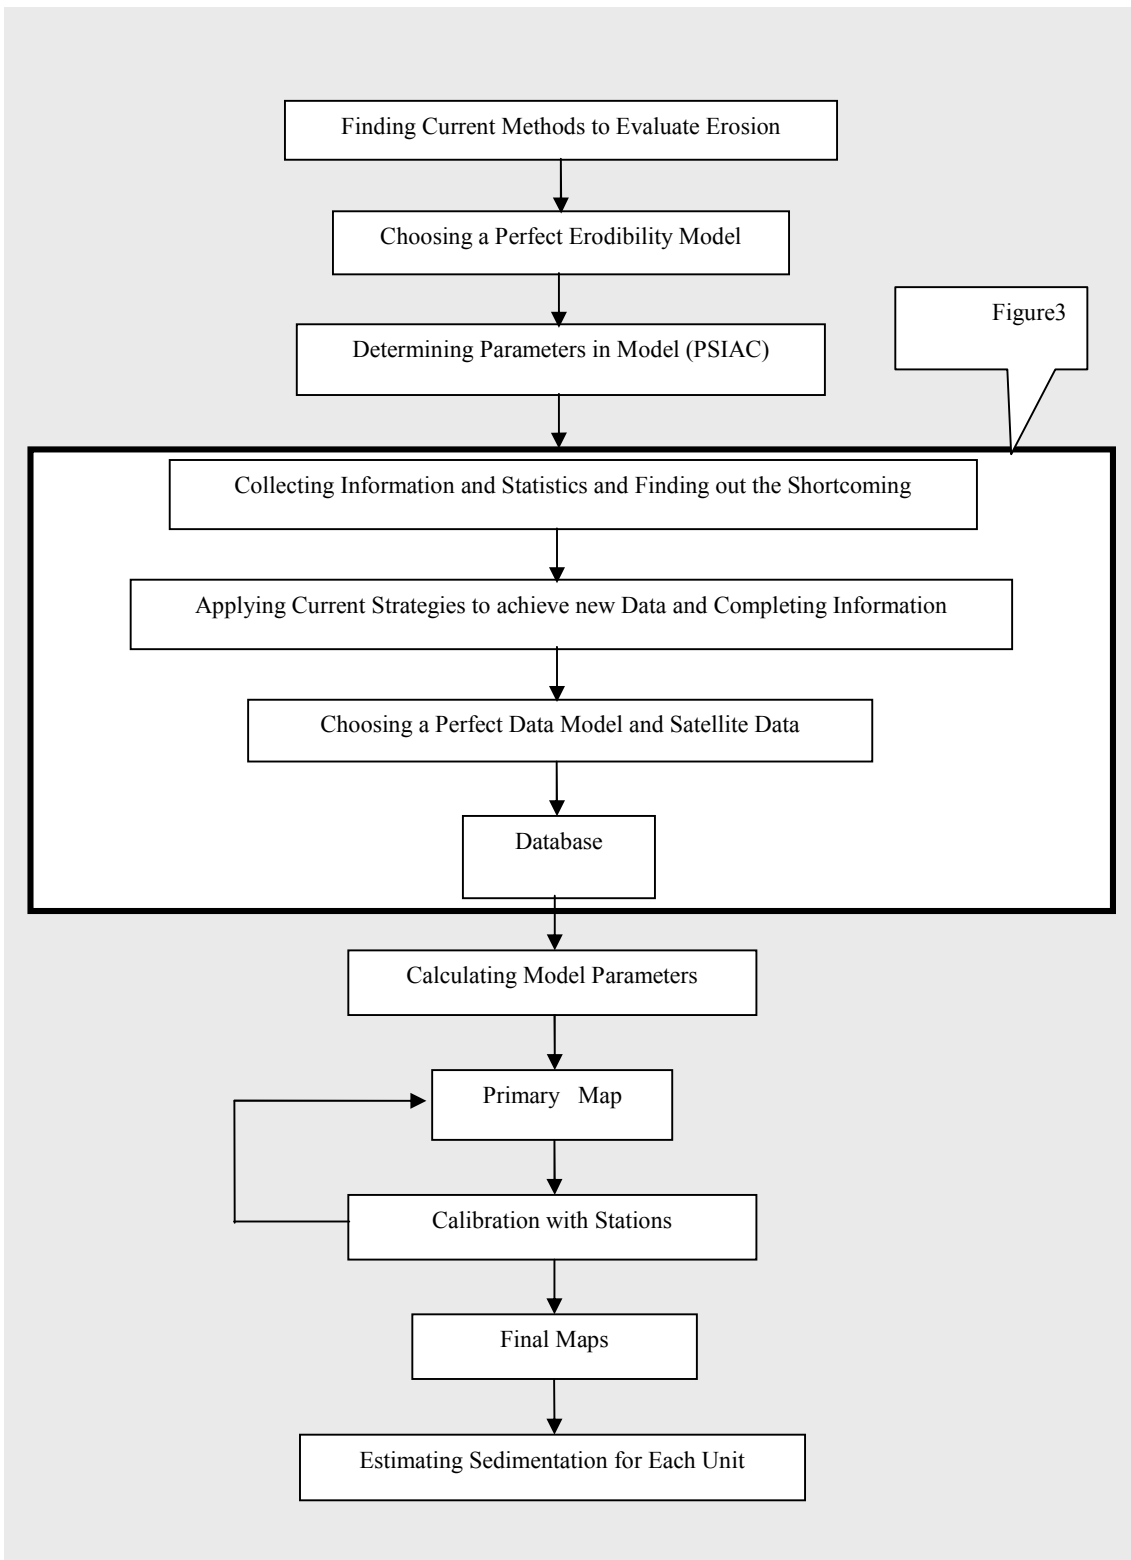 Finding Current Methods to Evaluate Erosion
Choosing a Perfect Erodibility Model
Figure3
Determining Parameters in Model (PSIAC)
Collecting Information and Statistics and Finding out the Shortcoming
Applying Current Strategies to achieve new Data and Completing Information
Choosing a Perfect Data Model and Satellite Data
Database
Calculating Model Parameters
Primary Map
Calibration with Stations
Final Maps
Estimating Sedimentation for Each Unit